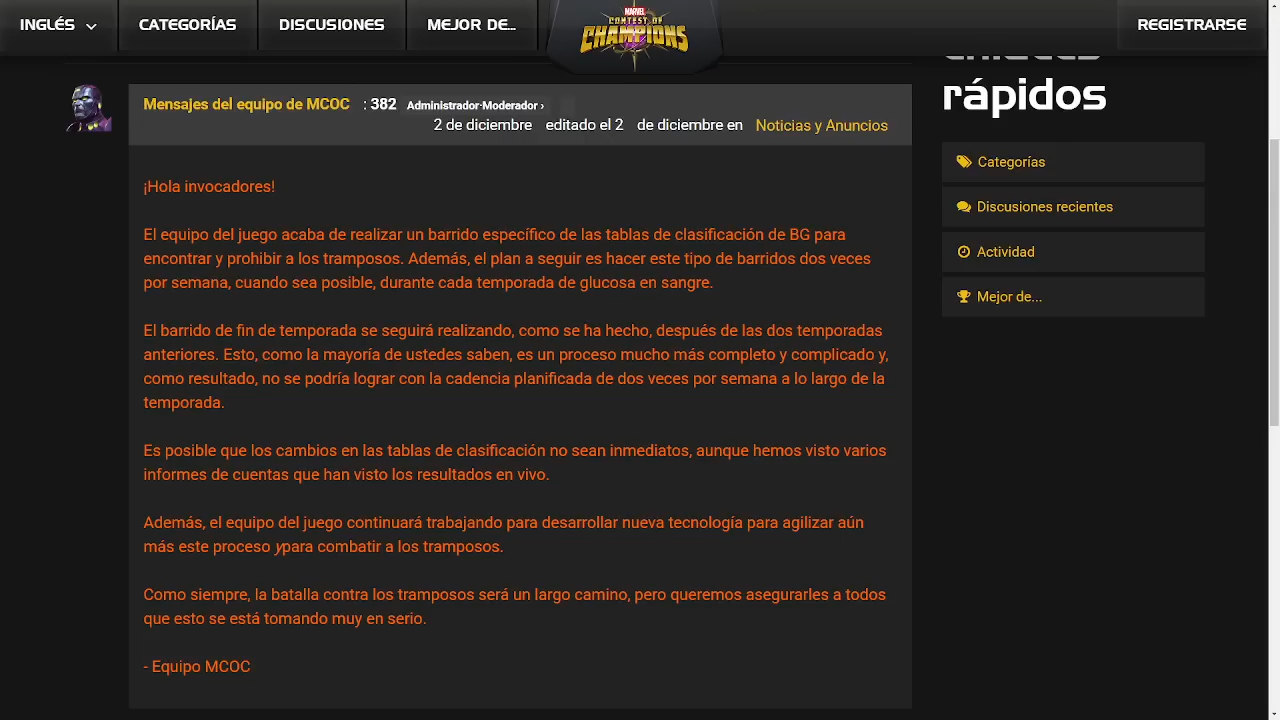 INGLÉS
CATEGORÍAS
DISCUSIONES
MEJOR DE...
MARVEL
CONTEST OF
CHAMPIONS
REGISTRARSE
rápidos
Mensajes del equipo de MCOC : 382 Administrador·Moderador ›
2 de diciembre editado el 2 de diciembre en Noticias y Anuncios
¡Hola invocadores!
El equipo del juego acaba de realizar un barrido específico de las tablas de clasificación de BG para
encontrar y prohibir a los tramposos. Además, el plan a seguir es hacer este tipo de barridos dos veces
por semana, cuando sea posible, durante cada temporada de glucosa en sangre.
El barrido de fin de temporada se seguirá realizando, como se ha hecho, después de las dos temporadas
anteriores. Esto, como la mayoría de ustedes saben, es un proceso mucho más completo y complicado y,
como resultado, no se podría lograr con la cadencia planificada de dos veces por semana a lo largo de la
temporada.
Es posible que los cambios en las tablas de clasificación no sean inmediatos, aunque hemos visto varios
informes de cuentas que han visto los resultados en vivo.
Además, el equipo del juego continuará trabajando para desarrollar nueva tecnología para agilizar aún
más este proceso ypara combatir a los tramposos.
Como siempre, la batalla contra los tramposos será un largo camino, pero queremos asegurarles a todos
que esto se está tomando muy en serio.
- Equipo MCOC
Categorías
Discusiones recientes
Actividad
Mejor de...